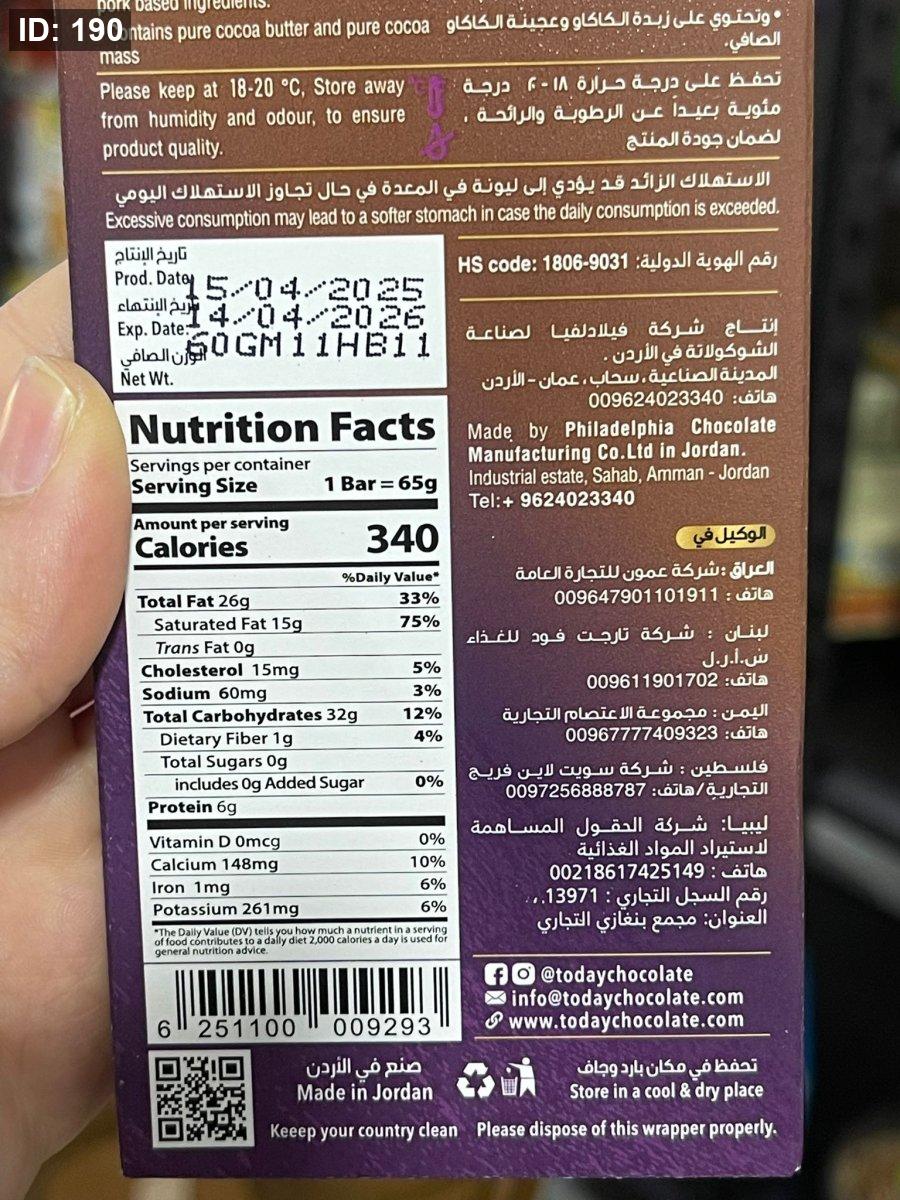 ID: 190
pork based ingredients.
ntains pure cocoa butter and pure cocoa
mass
• وتحتوي على زبدة الكاكاو وعجينة الكاكاو
الصافي.
Please keep at 18-20 °C, Store away
from humidity and odour, to ensure
product quality.
تحفظ على درجة حرارة ١٨ - ٢٠ درجة
مئوية بعيداً عن الرطوبة والرائحة ،
لضمان جودة المنتج
الاستهلاك الزائد قد يؤدي إلى ليونة في المعدة في حال تجاوز الاستهلاك اليومي
Excessive consumption may lead to a softer stomach in case the daily consumption is exceeded.
تاريخ الإنتاج
Prod. Date: 15/04/2025
تاريخ الانتهاء
Exp. Date: 14/04/2026
الوزن الصافي 60GM 11HB11
Net Wt.
Nutrition Facts
Servings per container
Serving Size 1 Bar = 65g
Amount per serving
Calories 340
%Daily Value*
Total Fat 26g 33%
Saturated Fat 15g 75%
Trans Fat 0g
Cholesterol 15mg 5%
Sodium 60mg 3%
Total Carbohydrates 32g 12%
Dietary Fiber 1g 4%
Total Sugars 0g
includes 0g Added Sugar 0%
Protein 6g
Vitamin D 0mcg 0%
Calcium 148mg 10%
Iron 1mg 6%
Potassium 261mg 6%
*The Daily Value (DV) tells you how much a nutrient in a serving
of food contributes to a daily diet 2,000 calories a day is used for
general nutrition advice.
6 251100 009293
HS code: 1806-9031 رقم الهوية الدولية:
إنتاج شركة فيلادلفيا لصناعة
الشوكولاتة في الأردن .
المدينة الصناعية، سحاب، عمان - الأردن
هاتف: 009624023340
Made by Philadelphia Chocolate
Manufacturing Co.Ltd in Jordan.
Industrial estate, Sahab, Amman - Jordan
Tel:+ 9624023340
الوكيل في
العراق: شركة عمون للتجارة العامة
هاتف : 009647901101911
لبنان : شركة تارجت فود للغذاء
ش.أ.ر.ل
هاتف: 009611901702
اليمن : مجموعة الاعتصام التجارية
هاتف: 00967777409323
فلسطين : شركة سويت لاين فريج
التجارية/هاتف: 0097256888787
ليبيا: شركة الحقول المساهمة
لاستيراد المواد الغذائية
هاتف : 00218617425149
رقم السجل التجاري : 13971..
العنوان: مجمع بنغازي التجاري
@todaychocolate
info@todaychocolate.com
www.todaychocolate.com
صنع في الأردن
Made in Jordan
تحفظ في مكان بارد وجاف
Store in a cool & dry place
Keeep your country clean Please dispose of this wrapper properly.